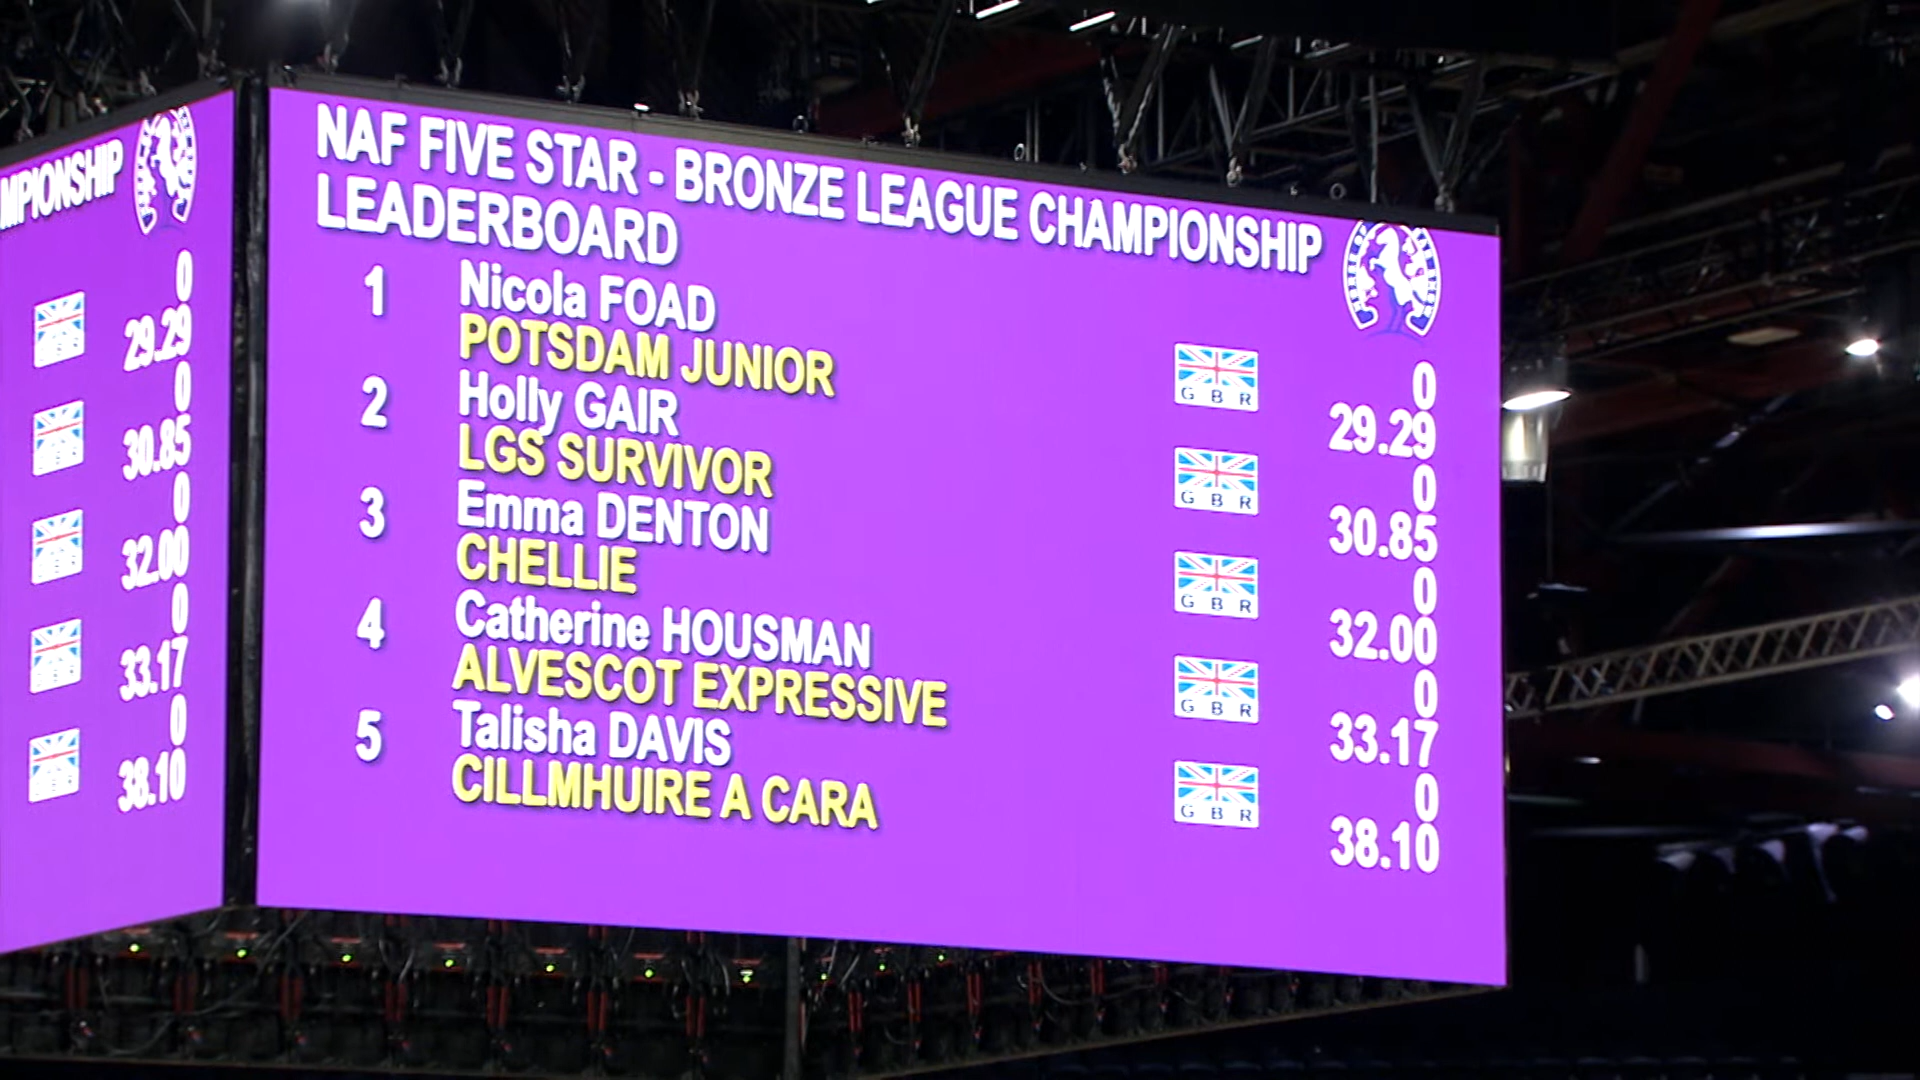 MPIONSHIP
0
29.29
0
30.85
0
32.00
0
33.17
0
38.10
NAF FIVE STAR - BRONZE LEAGUE CHAMPIONSHIP
LEADERBOARD
1 Nicola FOAD 0
POTSDAM JUNIOR GBR 29.29
2 Holly GAIR 0
LGS SURVIVOR GBR 30.85
3 Emma DENTON 0
CHELLIE GBR 32.00
4 Catherine HOUSMAN 0
ALVESCOT EXPRESSIVE GBR 33.17
5 Talisha DAVIS 0
CILLMHUIRE A CARA GBR 38.10